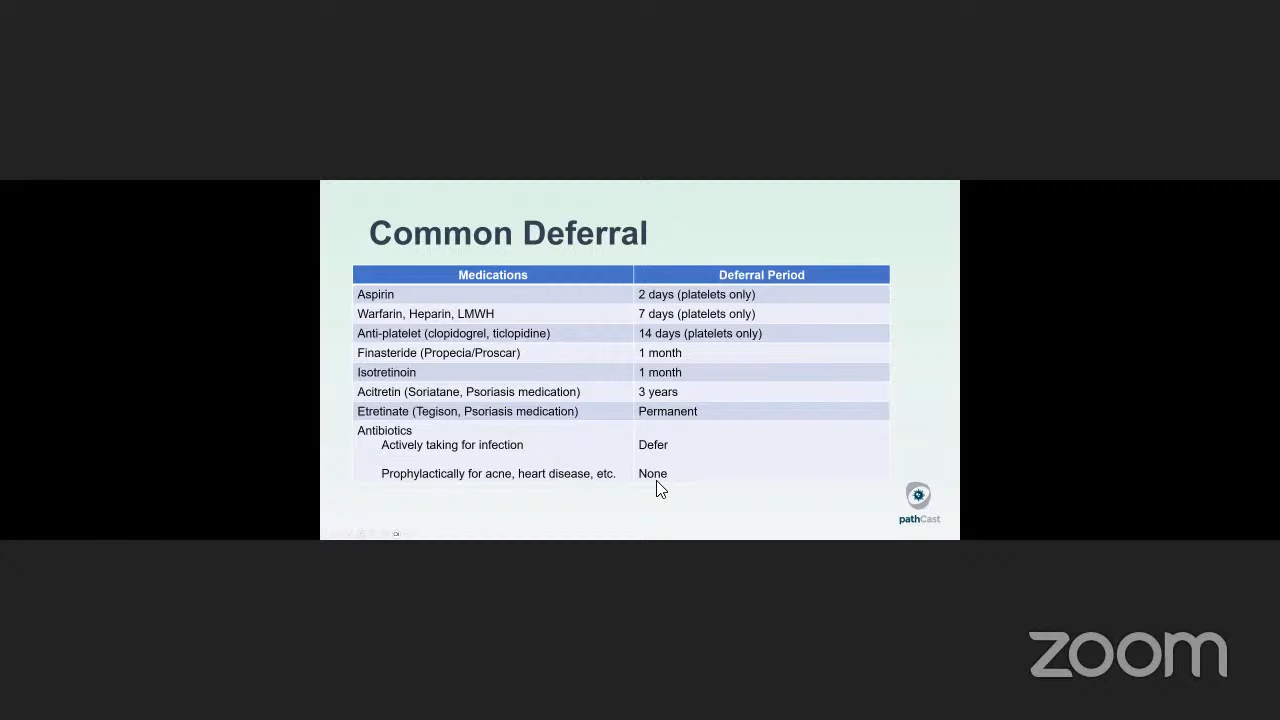 Common Deferral
Medications Deferral Period
Aspirin 2 days (platelets only)
Warfarin, Heparin, LMWH 7 days (platelets only)
Anti-platelet (clopidogrel, ticlopidine) 14 days (platelets only)
Finasteride (Propecia/Proscar) 1 month
Isotretinoin 1 month
Acitretin (Soriatane, Psoriasis medication) 3 years
Etretinate (Tegison, Psoriasis medication) Permanent
Antibiotics
Actively taking for infection Defer
Prophylactically for acne, heart disease, etc. None
pathCast
zoom